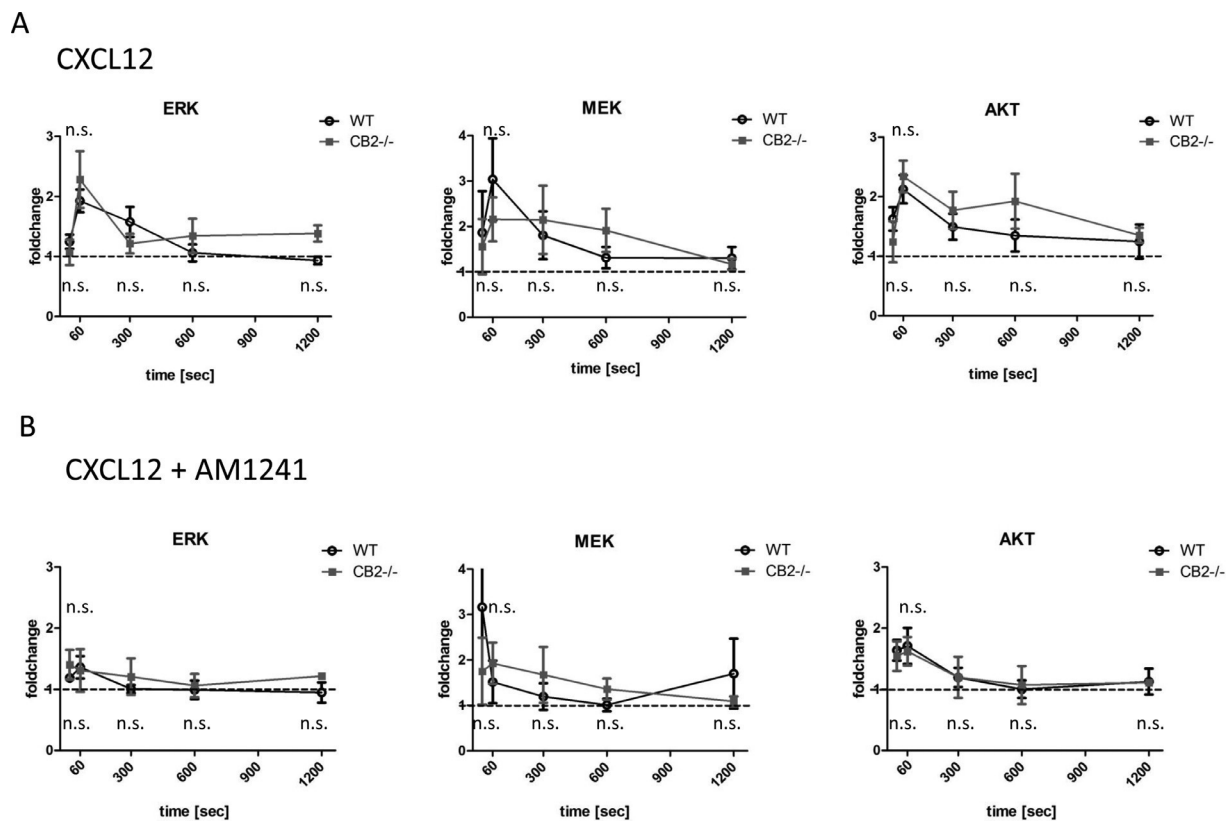 A
CXCL12
ERK
WT
CB2-/-
n.s.
foldchange
3
2
1
0
n.s. n.s. n.s. n.s.
60 300 600 900 1200
time [sec]
MEK
WT
CB2-/-
n.s.
foldchange
4
3
2
1
0
n.s. n.s. n.s. n.s.
60 300 600 900 1200
time [sec]
AKT
WT
CB2-/-
n.s.
foldchange
3
2
1
0
n.s. n.s. n.s. n.s.
60 300 600 900 1200
time [sec]
B
CXCL12 + AM1241
ERK
WT
CB2-/-
n.s.
foldchange
3
2
1
0
n.s. n.s. n.s. n.s.
60 300 600 900 1200
time [sec]
MEK
WT
CB2-/-
n.s.
foldchange
4
3
2
1
0
n.s. n.s. n.s. n.s.
60 300 600 900 1200
time [sec]
AKT
WT
CB2-/-
n.s.
foldchange
3
2
1
0
n.s. n.s. n.s. n.s.
60 300 600 900 1200
time [sec]